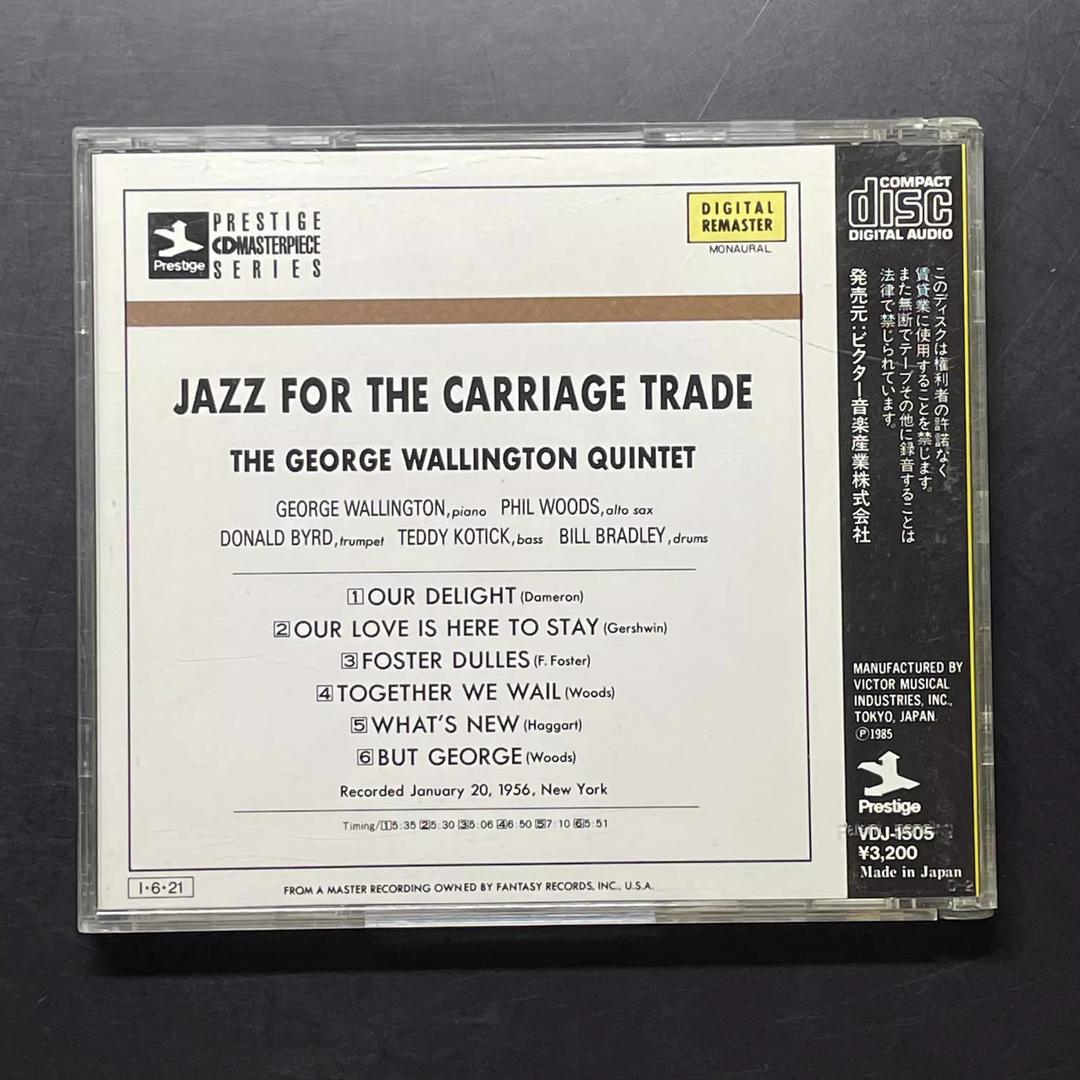 Prestige
PRESTIGE
CD MASTERPIECE
SERIES
DIGITAL
REMASTER
MONAURAL
JAZZ FOR THE CARRIAGE TRADE
THE GEORGE WALLINGTON QUINTET
GEORGE WALLINGTON, piano PHIL WOODS, alto sax
DONALD BYRD, trumpet TEDDY KOTICK, bass BILL BRADLEY, drums
1 OUR DELIGHT (Dameron)
2 OUR LOVE IS HERE TO STAY (Gershwin)
3 FOSTER DULLES (F. Foster)
4 TOGETHER WE WAIL (Woods)
5 WHAT'S NEW (Haggart)
6 BUT GEORGE (Woods)
Recorded January 20, 1956, New York
Timing/1 5:35 2 5:30 3 5:06 4 6:50 5 7:10 6 5:51
I·6·21
FROM A MASTER RECORDING OWNED BY FANTASY RECORDS, INC., U.S.A.
COMPACT
disc
DIGITAL AUDIO
このディスクは権利者の許諾なく
賃貸業に使用することを禁じます。
また無断でテープその他に録音することは
法律で禁じられています。
発売元:ビクター音楽産業株式会社
MANUFACTURED BY
VICTOR MUSICAL
INDUSTRIES, INC.,
TOKYO, JAPAN.
Ⓟ1985
Prestige
VDJ-1505
¥3,200
Made in Japan